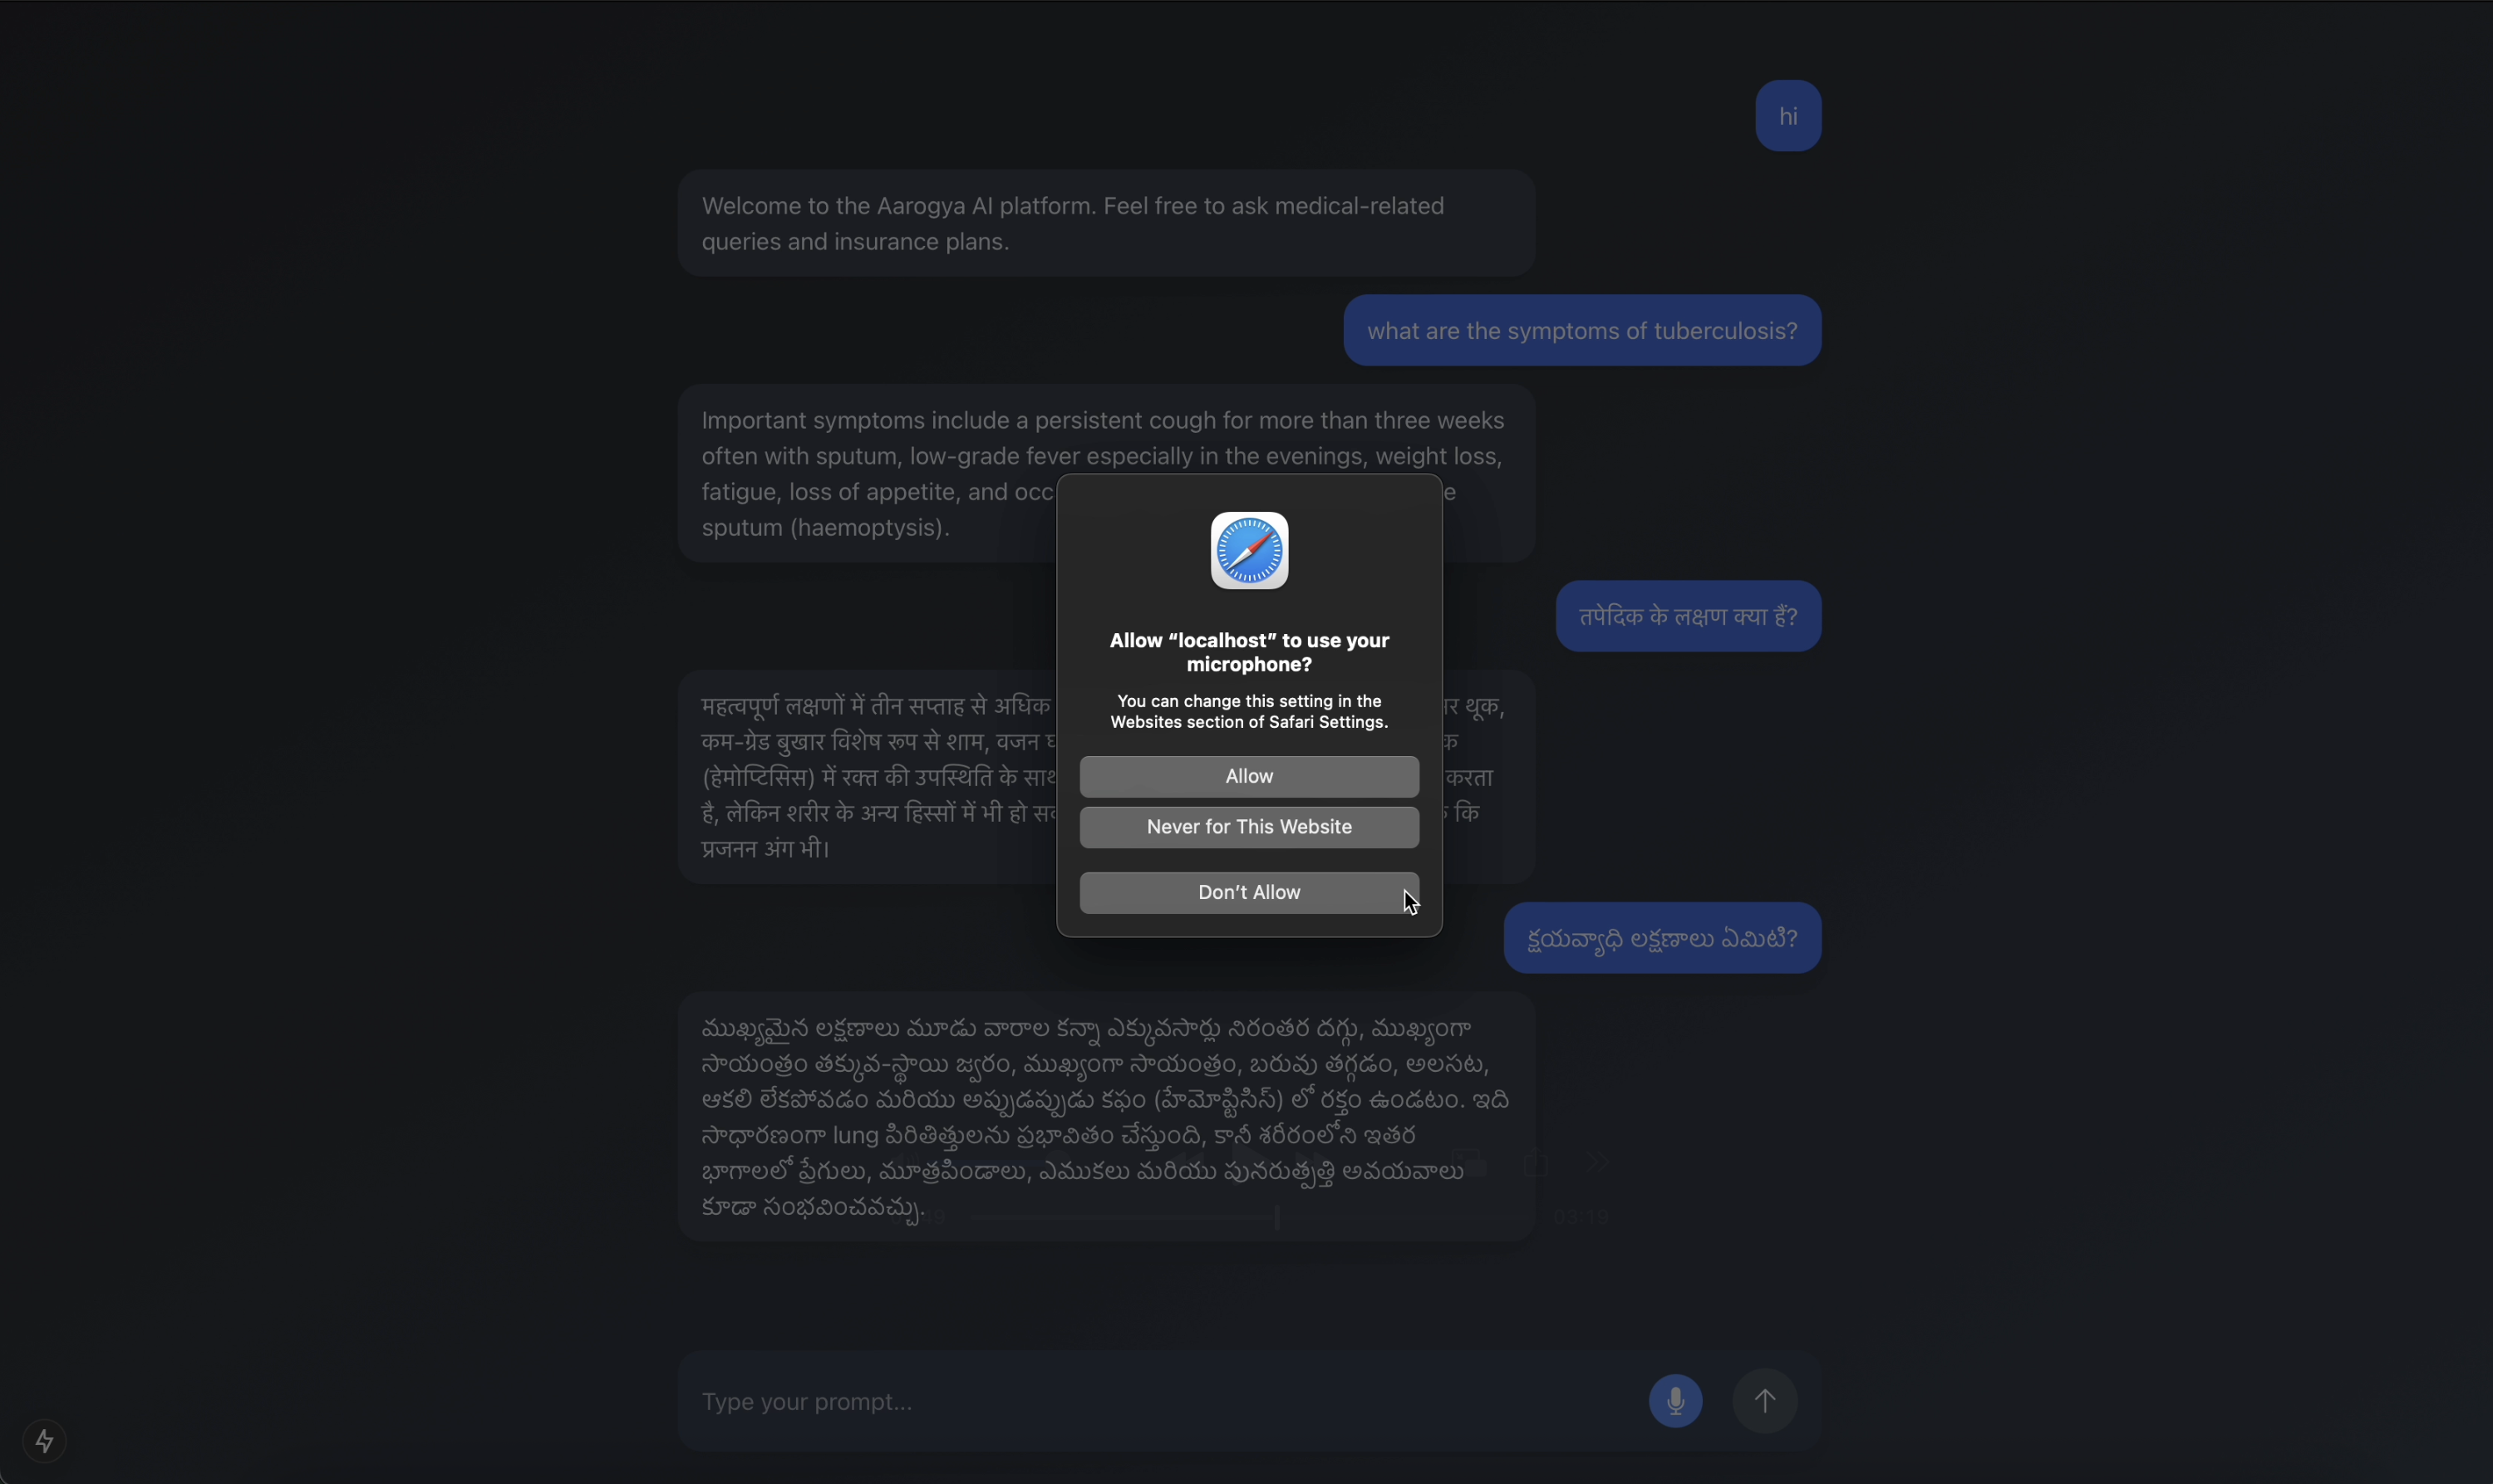 hi
Welcome to the Aarogya AI platform. Feel free to ask medical-related
queries and insurance plans.
what are the symptoms of tuberculosis?
Important symptoms include a persistent cough for more than three weeks
often with sputum, low-grade fever especially in the evenings, weight loss,
fatigue, loss of appetite, and occ
e
sputum (haemoptysis).
तपेदिक के लक्षण क्या हैं?
महत्वपूर्ण लक्षणों में तीन सप्ताह से अधिक
र थूक,
कम-ग्रेड बुखार विशेष रूप से शाम, वजन
(हेमोप्टिसिस) में रक्त की उपस्थिति के
करता
है, लेकिन शरीर के अन्य हिस्सों में भी हो
कि
प्रजनन अंग भी।
Allow “localhost” to use your
microphone?
You can change this setting in the
Websites section of Safari Settings.
Allow
Never for This Website
Don’t Allow
క్షయవ్యాధి లక్షణాలు ఏమిటి?
ముఖ్యమైన లక్షణాలు మూడు వారాల కన్నా ఎక్కువసార్లు నిరంతర దగ్గు, ముఖ్యంగా
సాయంత్రం తక్కువ-స్థాయి జ్వరం, ముఖ్యంగా సాయంత్రం, బరువు తగ్గడం, అలసట,
ఆకలి లేకపోవడం మరియు అప్పుడప్పుడు కఫం (హేమోప్టిసిస్) లో రక్తం ఉండటం. ఇది
సాధారణంగా lung పిరితిత్తులను ప్రభావితం చేస్తుంది, కానీ శరీరంలోని ఇతర
భాగాలలో ప్రేగులు, మూత్రపిండాలు, ఎముకలు మరియు పునరుత్పత్తి అవయవాలు
కూడా సంభవించవచ్చు.
03:19
Type your prompt...